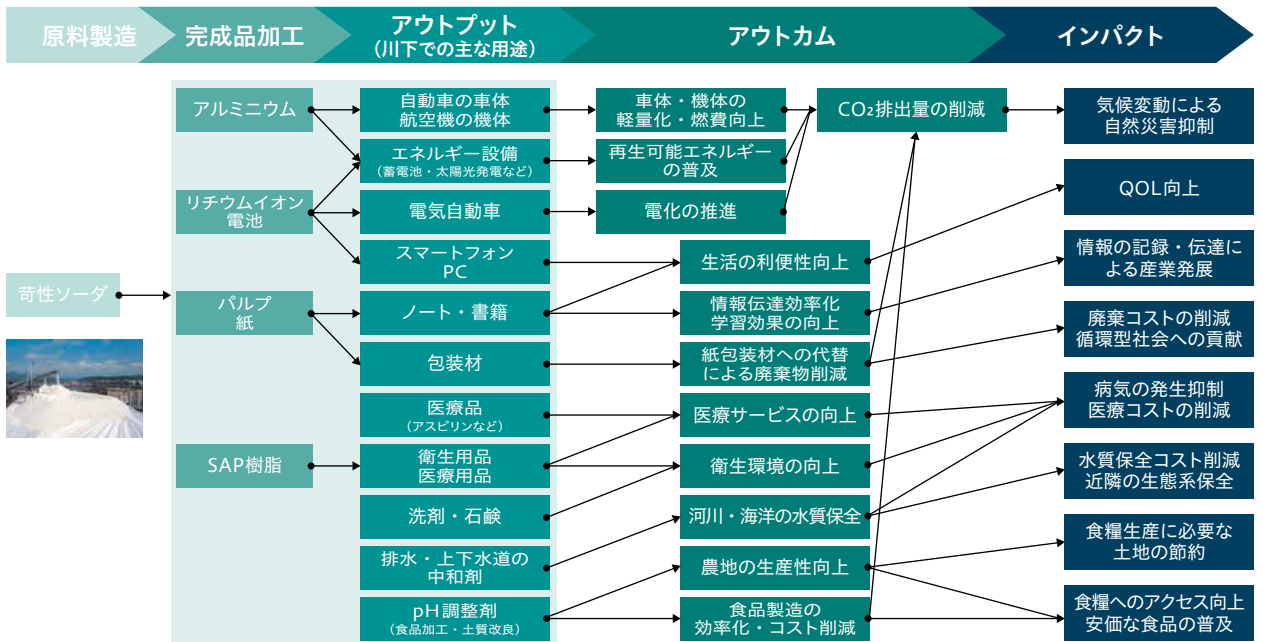 原料製造
完成品加工
アウトプット
（川下での主な用途）
アウトカム
インパクト
苛性ソーダ
アルミニウム
リチウムイオン
電池
パルプ
紙
SAP樹脂
自動車の車体
航空機の機体
エネルギー設備
（蓄電池・太陽光発電など）
電気自動車
スマートフォン
PC
ノート・書籍
包装材
医療品
（アスピリンなど）
衛生用品
医療用品
洗剤・石鹸
排水・上下水道の
中和剤
pH調整剤
（食品加工・土質改良）
車体・機体の
軽量化・燃費向上
再生可能エネルギー
の普及
電化の推進
CO₂排出量の削減
生活の利便性向上
情報伝達効率化
学習効果の向上
紙包装材への代替
による廃棄物削減
医療サービスの向上
衛生環境の向上
河川・海洋の水質保全
農地の生産性向上
食品製造の
効率化・コスト削減
気候変動による
自然災害抑制
QOL向上
情報の記録・伝達に
よる産業発展
廃棄コストの削減
循環型社会への貢献
病気の発生抑制
医療コストの削減
水質保全コスト削減
近隣の生態系保全
食糧生産に必要な
土地の節約
食糧へのアクセス向上
安価な食品の普及